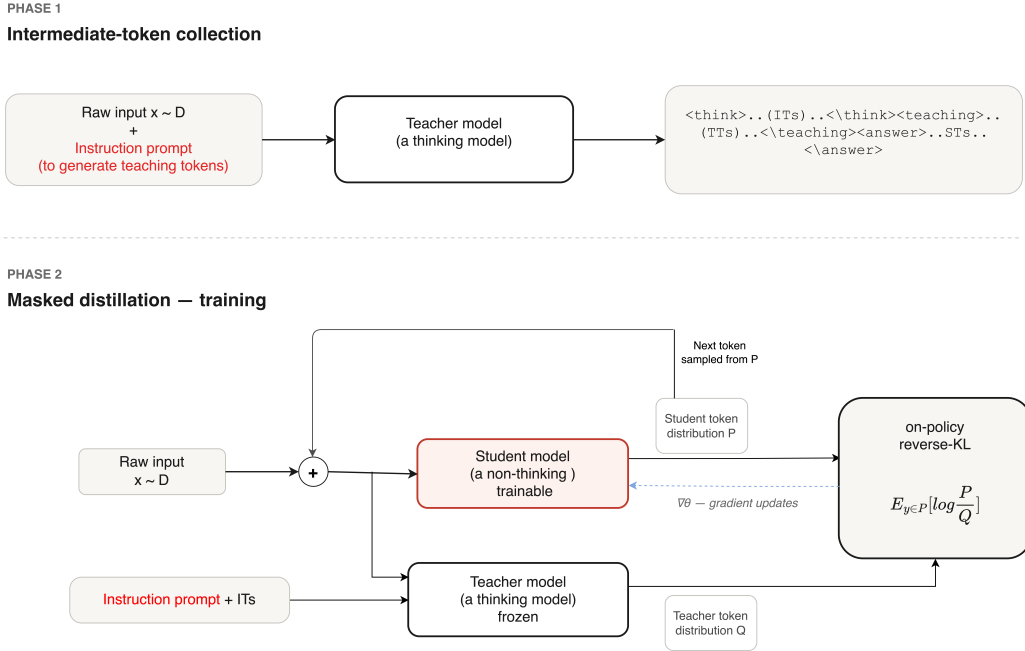 PHASE 1
Intermediate-token collection
Raw input x ~ D
+
Instruction prompt
(to generate teaching tokens)
Teacher model
(a thinking model)
<think>..(ITs)..<\think><teaching>..
(TTs)..<\teaching><answer>..STs..
<\answer>
PHASE 2
Masked distillation — training
Next token
sampled from P
Student token
distribution P
on-policy
reverse-KL
E_{y∈P}[log P/Q]
Raw input
x ~ D
+
Student model
(a non-thinking )
trainable
∇θ — gradient updates
Instruction prompt + ITs
Teacher model
(a thinking model)
frozen
Teacher token
distribution Q